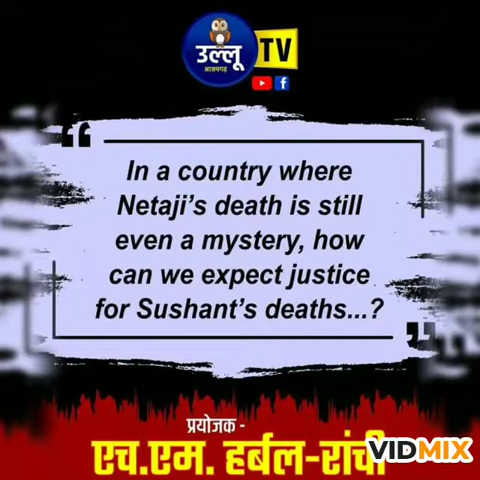 उल्लू
आजमगढ़
TV
“
In a country where
Netaji's death is still
even a mystery, how
can we expect justice
for Sushant's deaths...?
”
प्रयोजक -
एच.एम. हर्बल-रांची
VIDMIX